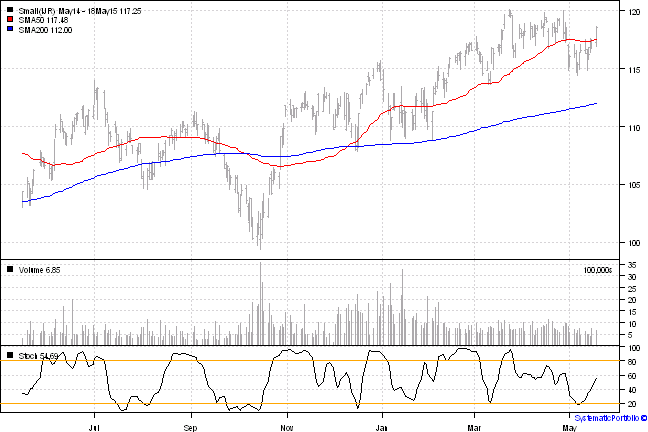 Small(IJR) May14 - 18May15 117.25
SMA50 117.48
SMA200 112.00
120
115
110
105
100
Volume 6.85
100,000s
35
30
25
20
15
10
5
Stoch 54.69
100
80
60
40
20
Jul
Sep
Nov
Jan
Mar
May
SystematicPortfolio ©